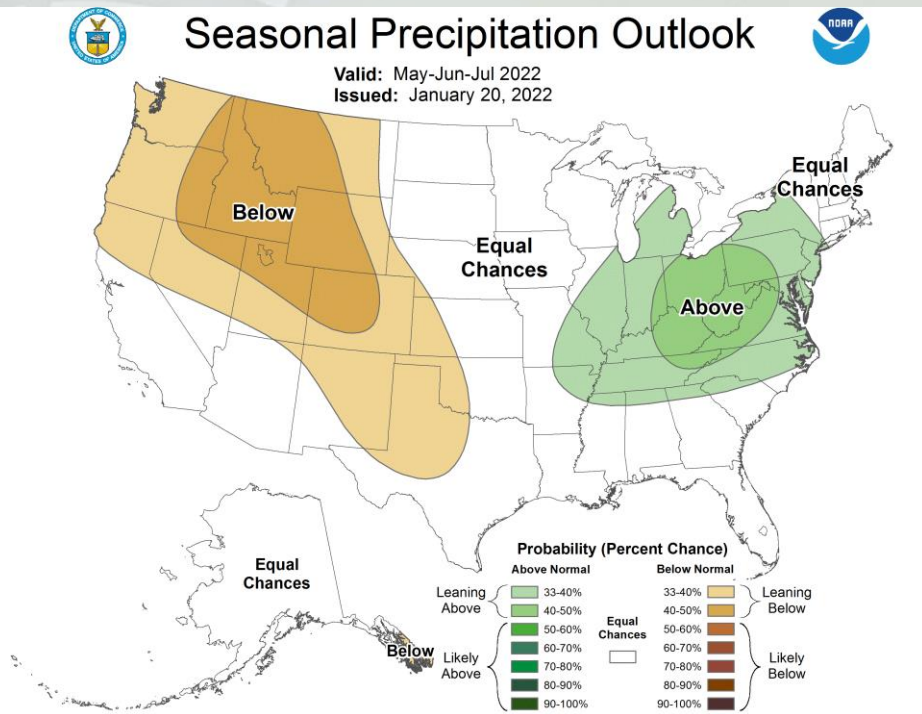 Seasonal Precipitation Outlook
NOAA
Valid: May-Jun-Jul 2022
Issued: January 20, 2022
Equal
Chances
Below
Equal
Chances
Above
Equal
Chances
Below
Probability (Percent Chance)
Above Normal
Below Normal
Leaning
Above
33-40%
40-50%
Likely
Above
50-60%
60-70%
70-80%
80-90%
90-100%
Equal
Chances
33-40%
40-50%
Leaning
Below
50-60%
60-70%
70-80%
80-90%
90-100%
Likely
Below